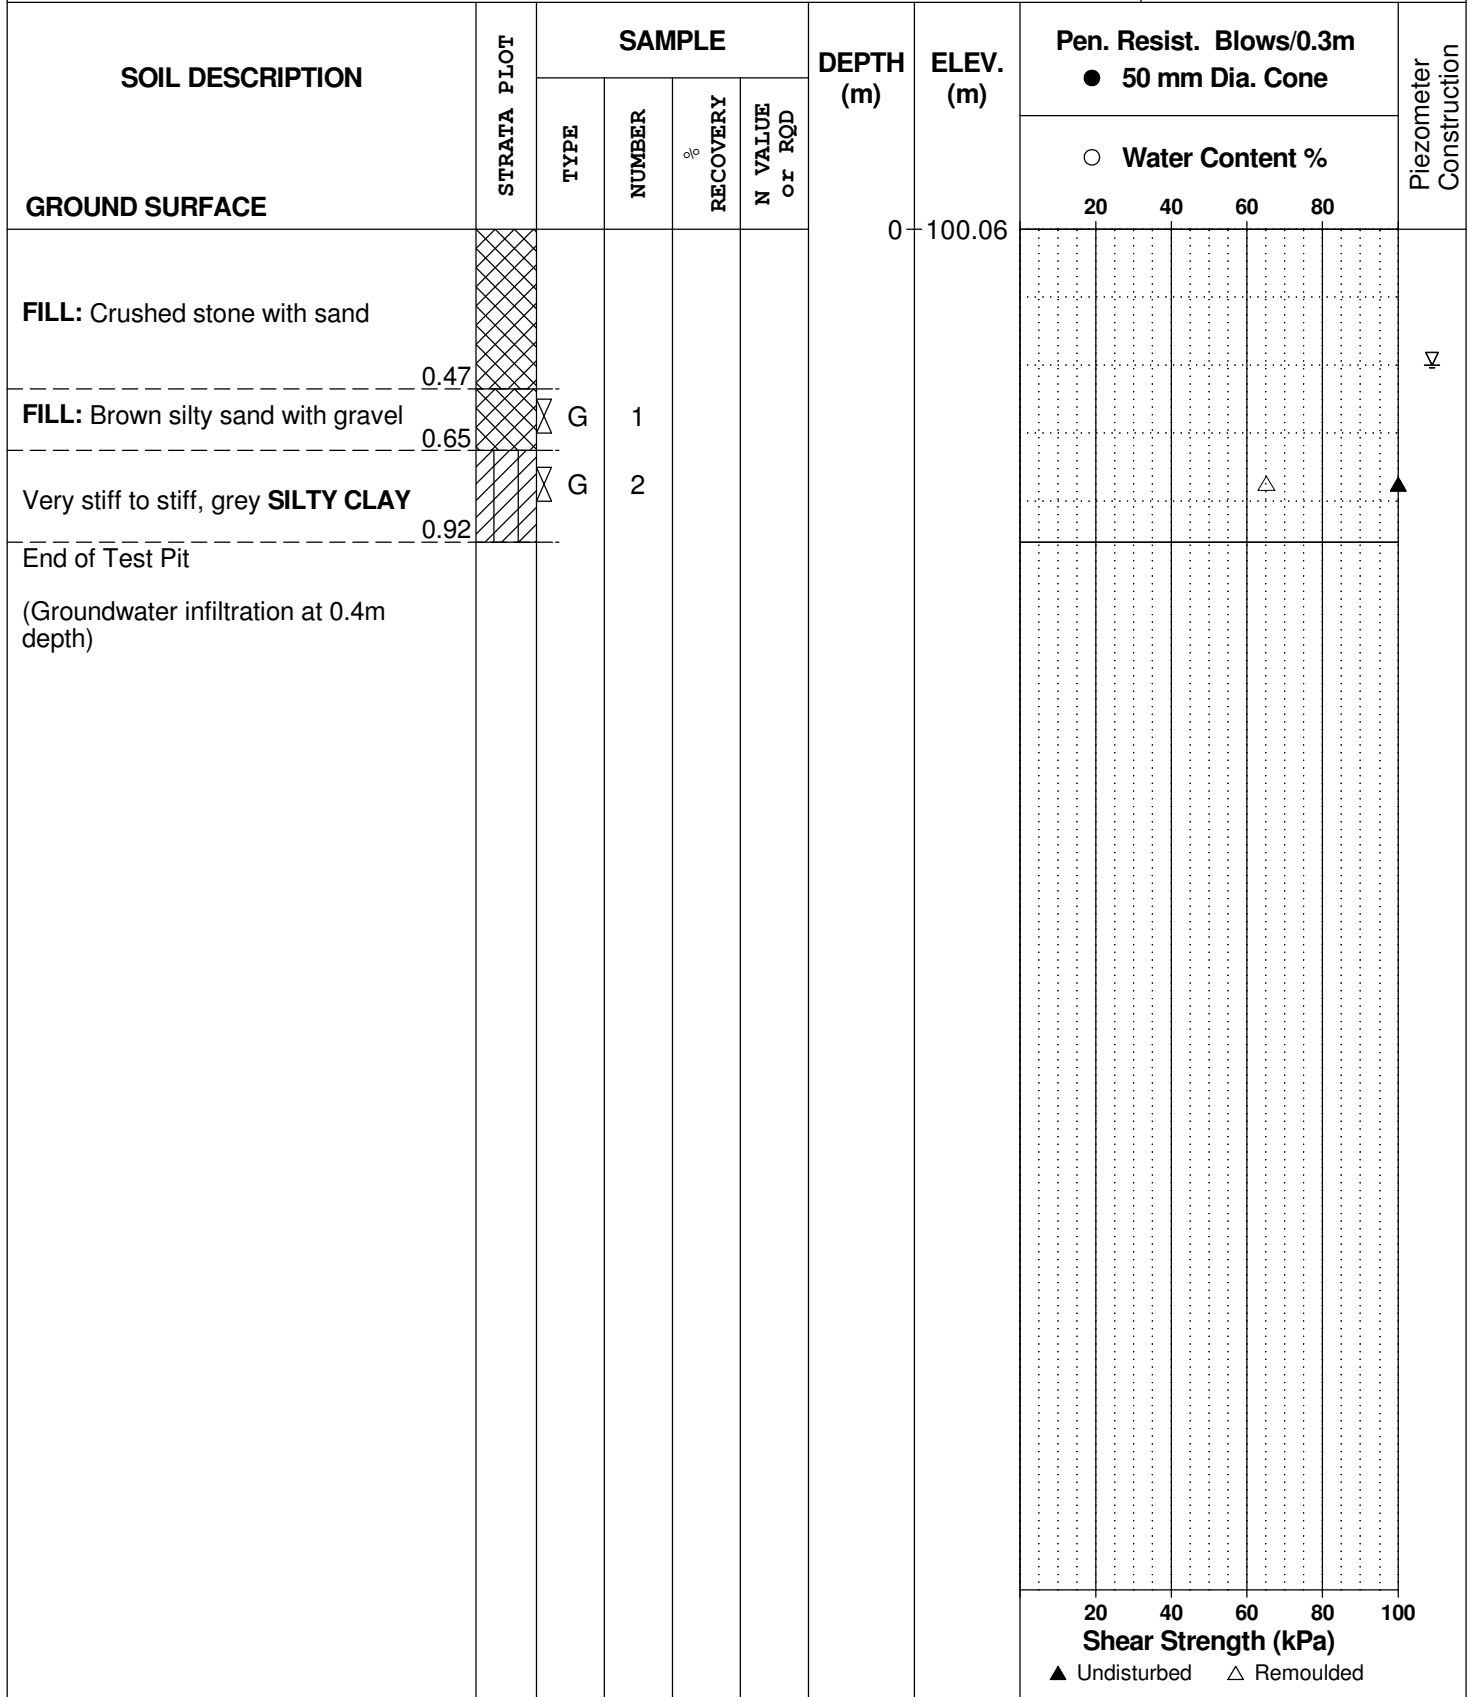 SOIL DESCRIPTION
GROUND SURFACE
STRATA PLOT
SAMPLE
TYPE
NUMBER
%
RECOVERY
N VALUE
or RQD
DEPTH
(m)
ELEV.
(m)
Pen. Resist. Blows/0.3m
● 50 mm Dia. Cone
○ Water Content %
20 40 60 80
Piezometer
Construction
0 100.06
FILL: Crushed stone with sand
0.47
FILL: Brown silty sand with gravel
0.65
G 1
Very stiff to stiff, grey SILTY CLAY
0.92
G 2
End of Test Pit
(Groundwater infiltration at 0.4m
depth)
20 40 60 80 100
Shear Strength (kPa)
▲ Undisturbed △ Remoulded